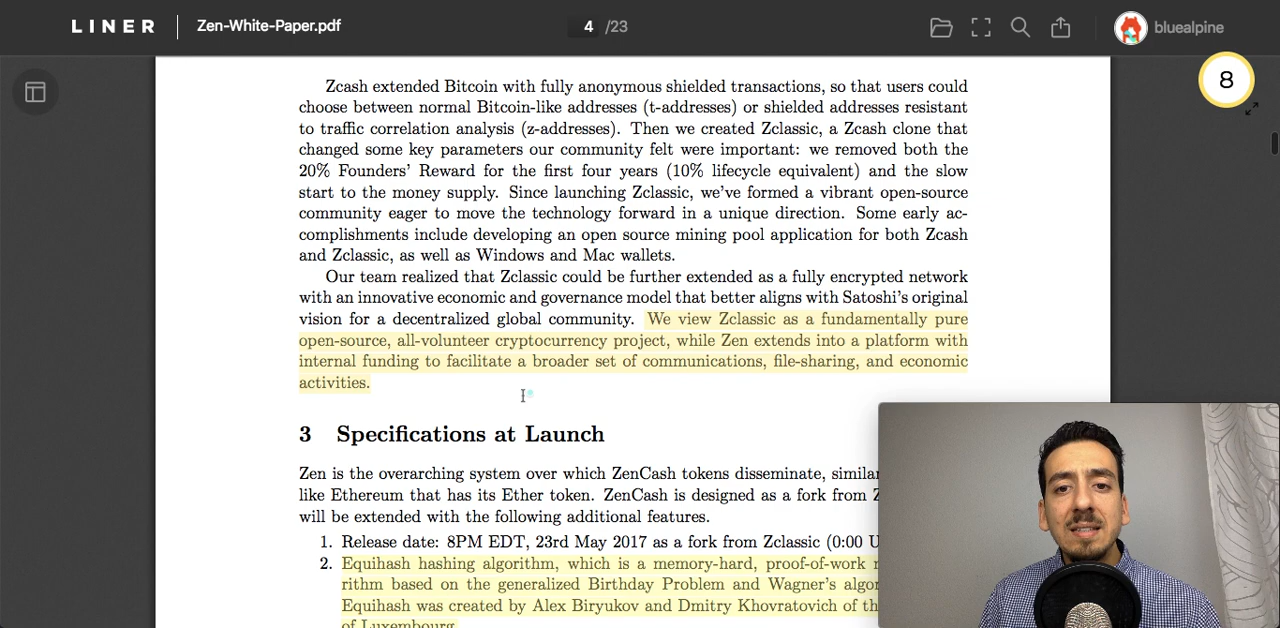 LINER
Zen-White-Paper.pdf
4 /23
bluealpine
8
Zcash extended Bitcoin with fully anonymous shielded transactions, so that users could
choose between normal Bitcoin-like addresses (t-addresses) or shielded addresses resistant
to traffic correlation analysis (z-addresses). Then we created Zclassic, a Zcash clone that
changed some key parameters our community felt were important: we removed both the
20% Founders' Reward for the first four years (10% lifecycle equivalent) and the slow
start to the money supply. Since launching Zclassic, we've formed a vibrant open-source
community eager to move the technology forward in a unique direction. Some early ac-
complishments include developing an open source mining pool application for both Zcash
and Zclassic, as well as Windows and Mac wallets.
Our team realized that Zclassic could be further extended as a fully encrypted network
with an innovative economic and governance model that better aligns with Satoshi's original
vision for a decentralized global community. We view Zclassic as a fundamentally pure
open-source, all-volunteer cryptocurrency project, while Zen extends into a platform with
internal funding to facilitate a broader set of communications, file-sharing, and economic
activities.
3 Specifications at Launch
Zen is the overarching system over which ZenCash tokens disseminate, similar
like Ethereum that has its Ether token. ZenCash is designed as a fork from Z
will be extended with the following additional features.
1. Release date: 8PM EDT, 23rd May 2017 as a fork from Zclassic (0:00 U
2. Equihash hashing algorithm, which is a memory-hard, proof-of-work
rithm based on the generalized Birthday Problem and Wagner's algor
Equihash was created by Alex Biryukov and Dmitry Khovratovich of th
of Luxembourg